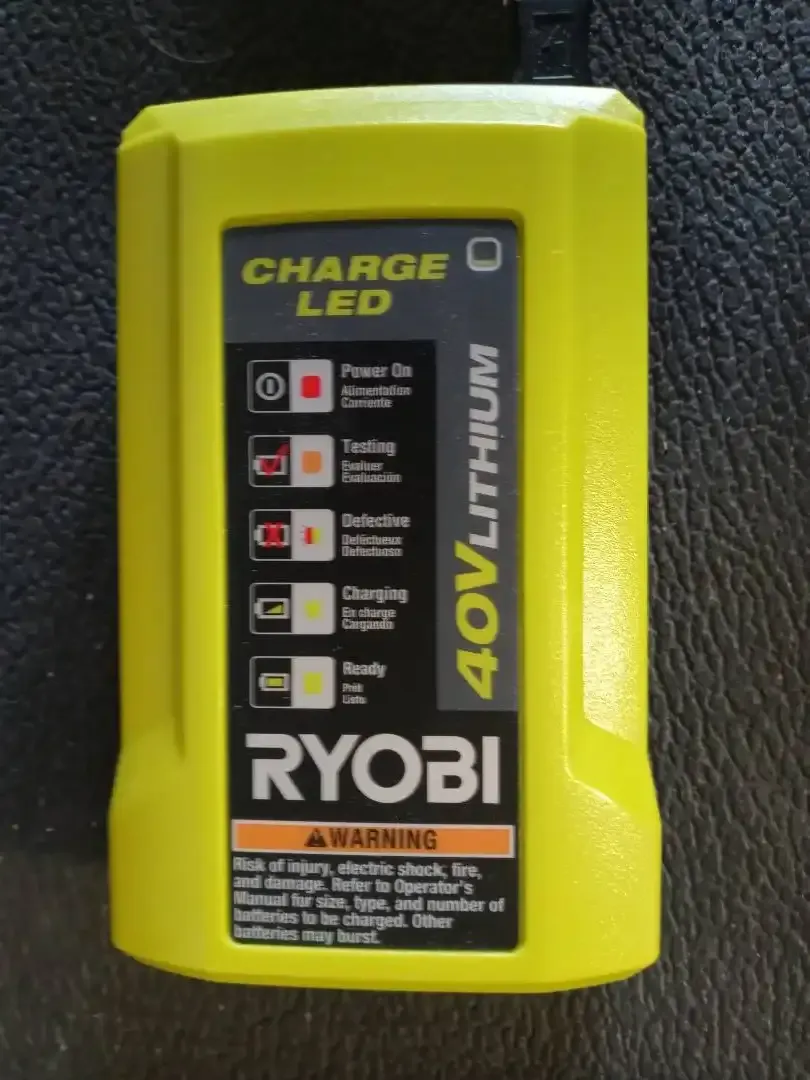 CHARGE
LED
40V LITHIUM
Power On
Alimentation
Corriente
Testing
Evaluer
Evaluación
Defective
Défectueux
Defectuoso
Charging
En charge
Cargando
Ready
Prêt
Listo
RYOBI
WARNING
Risk of injury, electric shock, fire,
and damage. Refer to Operator's
Manual for size, type, and number of
batteries to be charged. Other
batteries may burst.